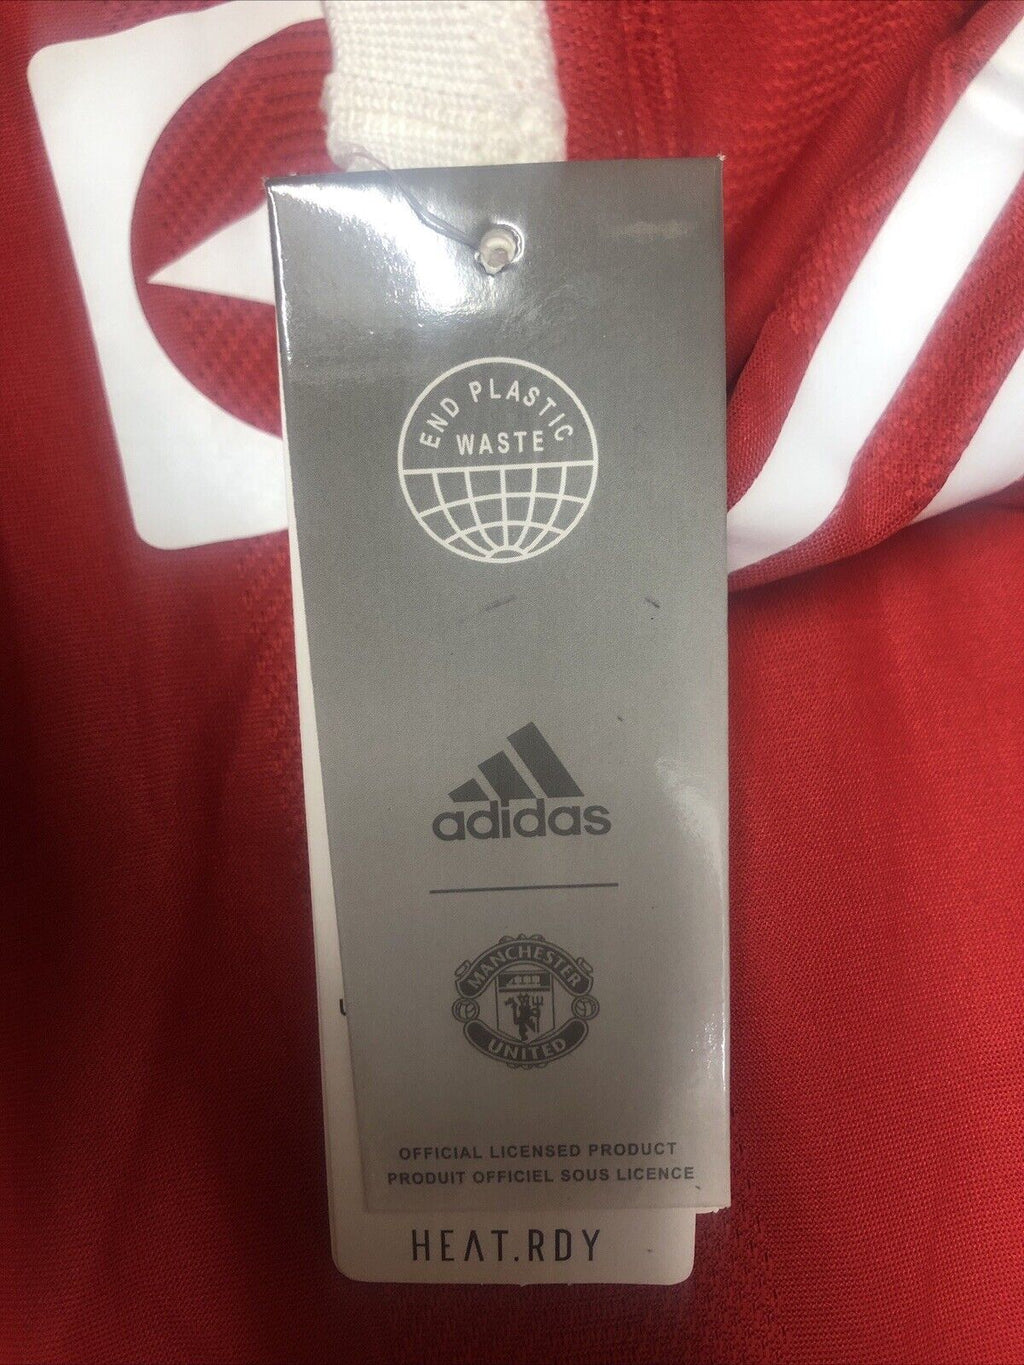 END PLASTIC
WASTE
adidas
MANCHESTER
UNITED
OFFICIAL LICENSED PRODUCT
PRODUIT OFFICIEL SOUS LICENCE
HEAT.RDY